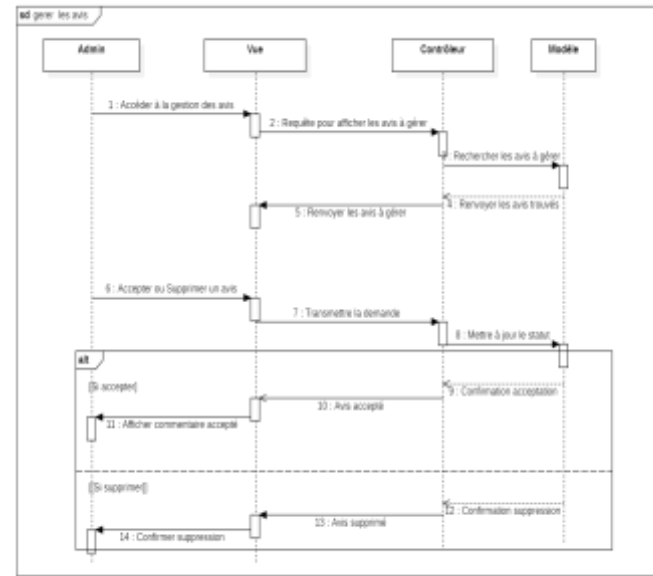 sd gerer les avis
Admin
Vue
Contrôleur
Modèle
1 : Accéder à la gestion des avis
2 : Requête pour afficher les avis à gérer
3 : Rechercher les avis à gérer
4 : Renvoyer les avis trouvés
5 : Renvoyer les avis à gérer
6 : Accepter ou Supprimer un avis
7 : Transmettre la demande
8 : Mettre à jour le statut
alt
[Si accepter]
9 : Confirmation acceptation
10 : Avis accepté
11 : Afficher commentaire accepté
[[Si supprimer]]
12 : Confirmation suppression
13 : Avis supprimé
14 : Confirmer suppression